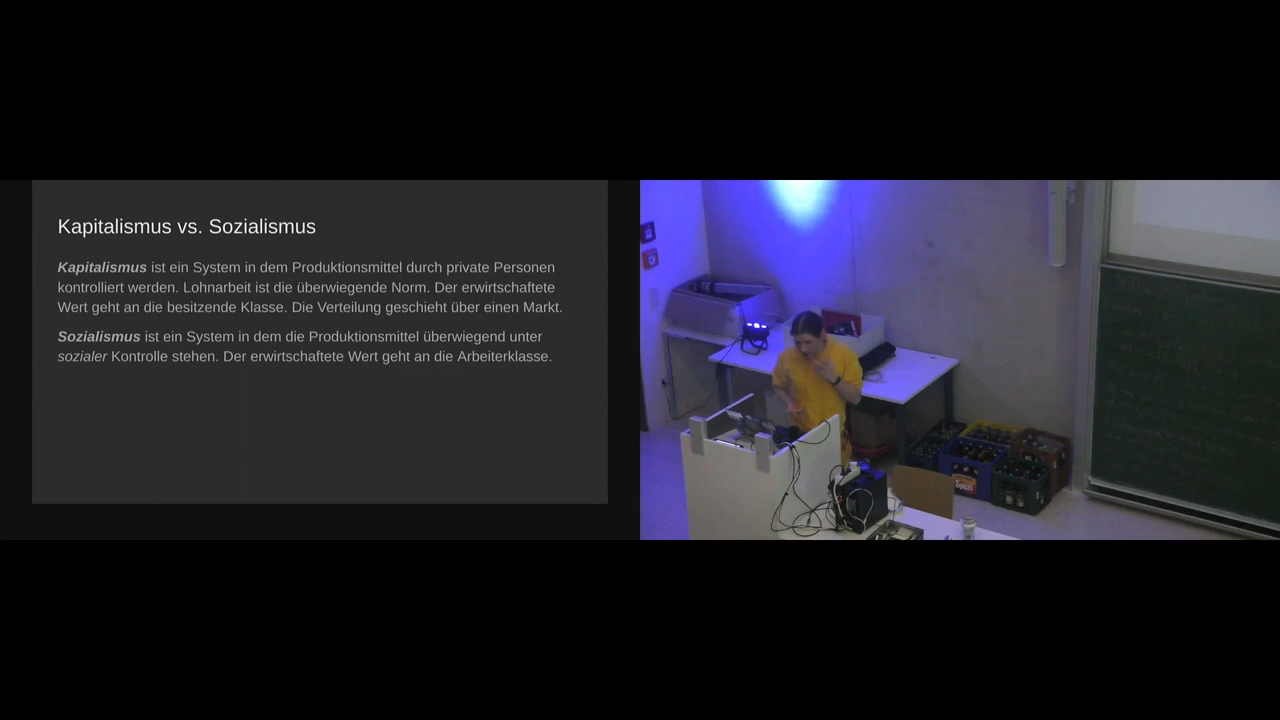 Kapitalismus vs. Sozialismus
Kapitalismus ist ein System in dem Produktionsmittel durch private Personen
kontrolliert werden. Lohnarbeit ist die überwiegende Norm. Der erwirtschaftete
Wert geht an die besitzende Klasse. Die Verteilung geschieht über einen Markt.
Sozialismus ist ein System in dem die Produktionsmittel überwiegend unter
sozialer Kontrolle stehen. Der erwirtschaftete Wert geht an die Arbeiterklasse.
Spezi